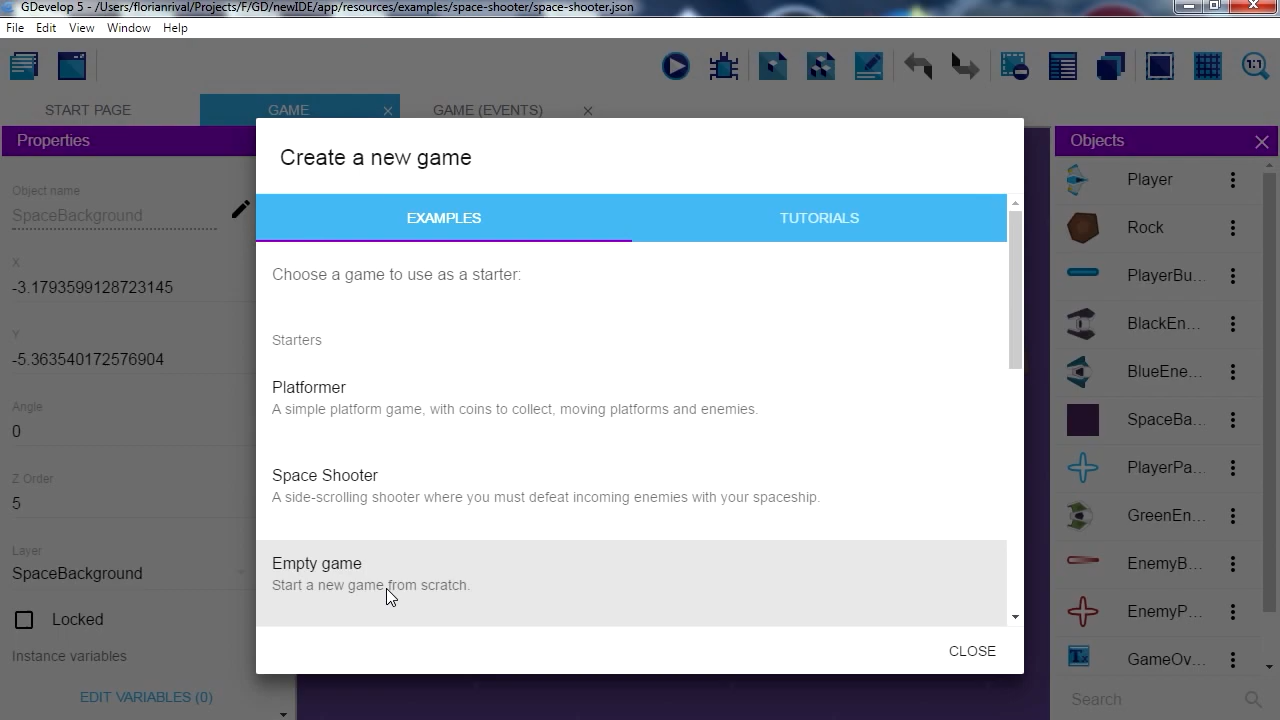 GDevelop 5 - /Users/florianrival/Projects/F/GD/newIDE/app/resources/examples/space-shooter/space-shooter.json
File Edit View Window Help
1:1
START PAGE GAME GAME (EVENTS)
Properties
Object name
SpaceBackground
X
-3.1793599128723145
Y
-5.363540172576904
Angle
0
Z Order
5
Layer
SpaceBackground
Locked
Instance variables
EDIT VARIABLES (0)
Create a new game
EXAMPLES TUTORIALS
Choose a game to use as a starter:
Starters
Platformer
A simple platform game, with coins to collect, moving platforms and enemies.
Space Shooter
A side-scrolling shooter where you must defeat incoming enemies with your spaceship.
Empty game
Start a new game from scratch.
CLOSE
Objects
Player
Rock
PlayerBu...
BlackEn...
BlueEne...
SpaceBa...
PlayerPa...
GreenEn...
EnemyB...
EnemyP...
GameOv...
Search